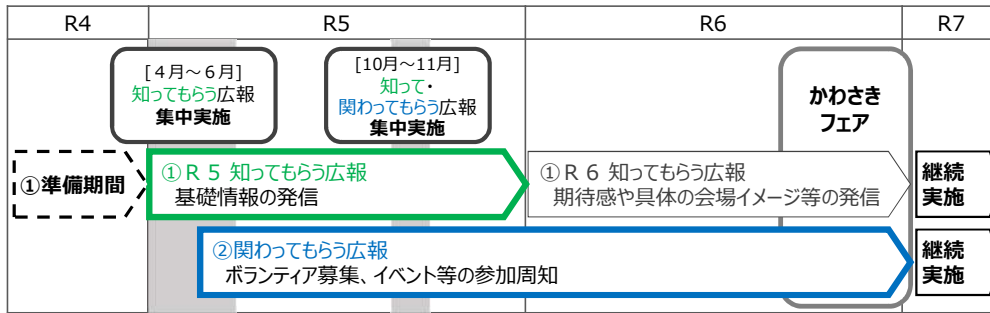 R4
R5
R6
R7
[４月～６月]
知ってもらう広報
集中実施
[10月～11月]
知って・
関わってもらう広報
集中実施
かわさき
フェア
①準備期間
①Ｒ５ 知ってもらう広報
基礎情報の発信
①Ｒ６ 知ってもらう広報
期待感や具体の会場イメージ等の発信
継続
実施
②関わってもらう広報
ボランティア募集、イベント等の参加周知
継続
実施